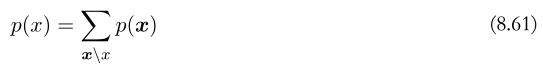 p(x) = ∑ p(𝒙) (8.61)
𝒙\x